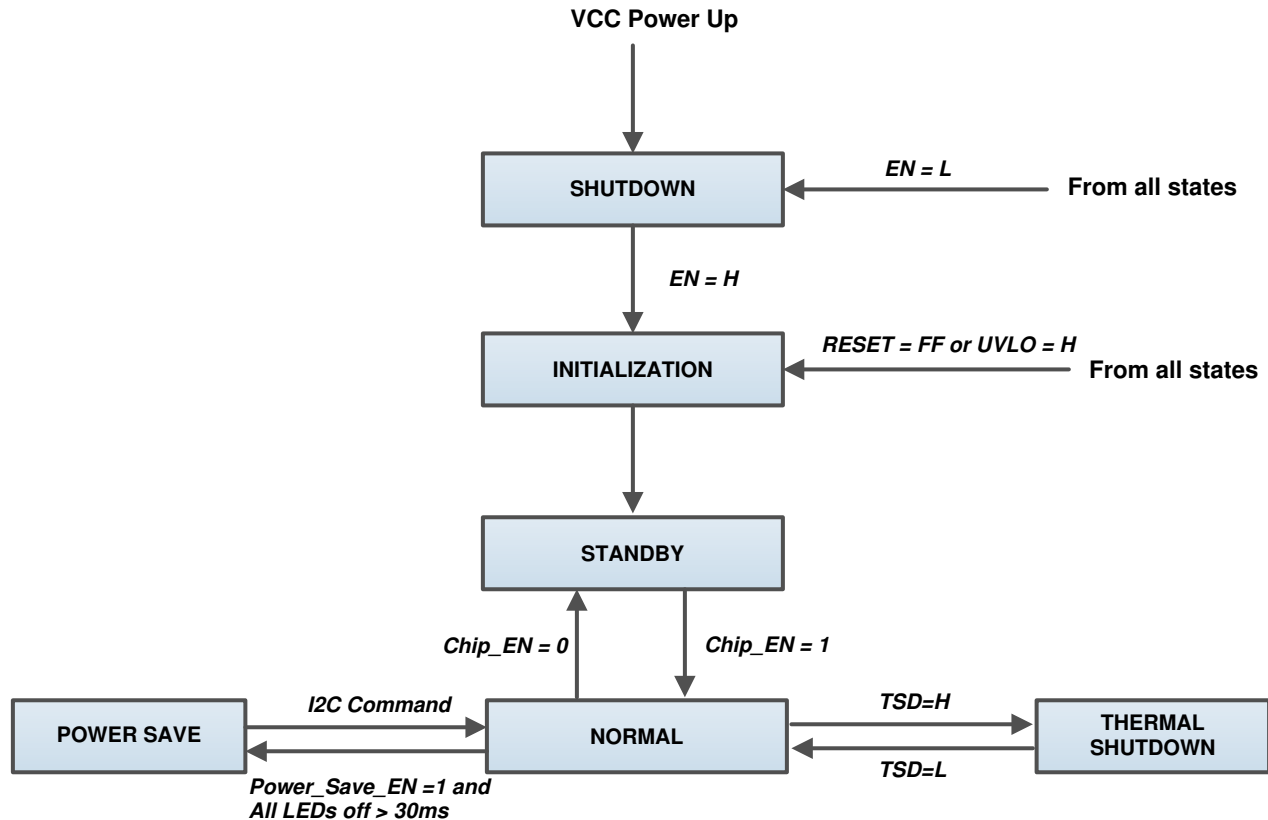 VCC Power Up
SHUTDOWN
EN = L
From all states
EN = H
INITIALIZATION
RESET = FF or UVLO = H
From all states
STANDBY
Chip_EN = 0
Chip_EN = 1
POWER SAVE
I2C Command
NORMAL
TSD=H
THERMAL
SHUTDOWN
TSD=L
Power_Save_EN =1 and
All LEDs off > 30ms